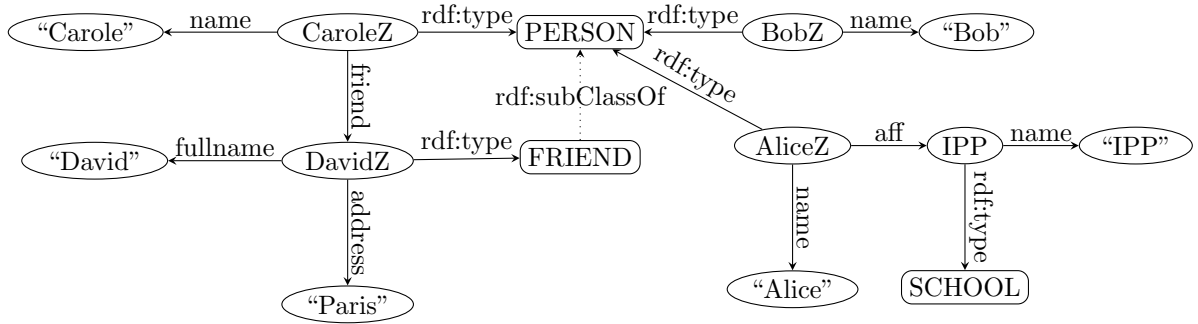 “Carole” name CaroleZ rdf:type PERSON rdf:type BobZ name “Bob”
friend
rdf:type
rdf:subClassOf
“David” fullname DavidZ rdf:type FRIEND AliceZ aff IPP name “IPP”
address
name
rdf:type
“Paris” “Alice” SCHOOL